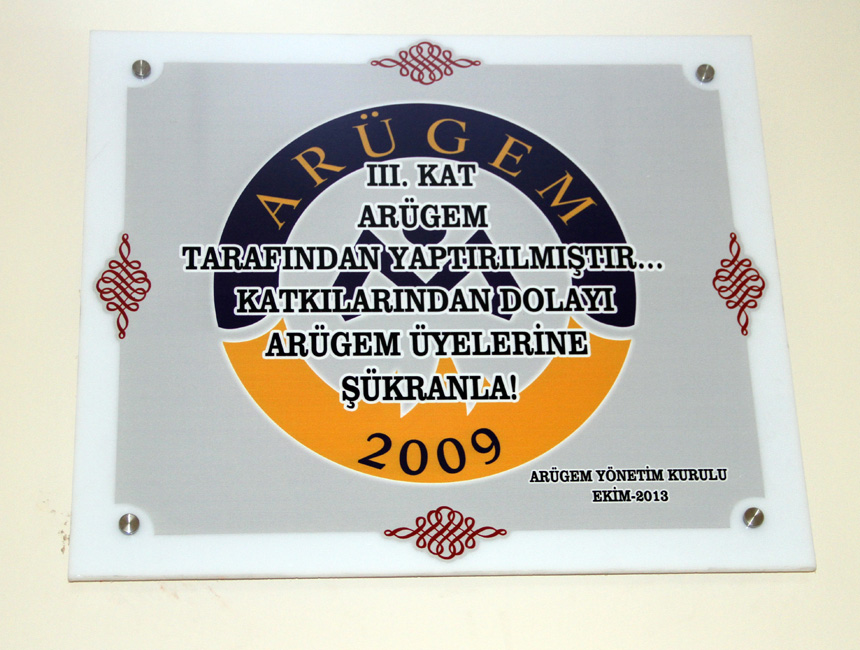 ARÜGEM
III. KAT
ARÜGEM
TARAFINDAN YAPTIRILMIŞTIR...
KATKILARINDAN DOLAYI
ARÜGEM ÜYELERİNE
ŞÜKRANLA!
2009
ARÜGEM YÖNETİM KURULU
EKİM-2013